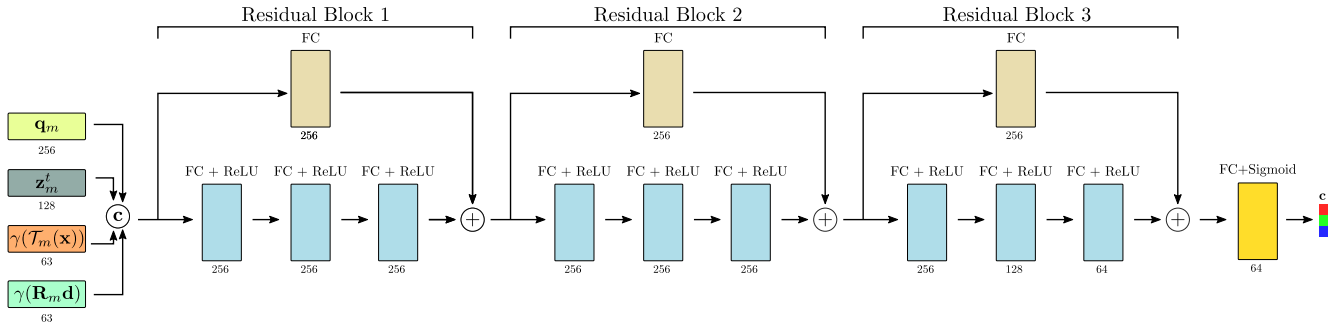 Residual Block 1
Residual Block 2
Residual Block 3
FC
FC
FC
256
256
256
q_m
256
z_m^t
128
γ(𝒯_m(x))
63
γ(R_m d)
63
c
FC + ReLU
FC + ReLU
FC + ReLU
256
256
256
+
FC + ReLU
FC + ReLU
FC + ReLU
256
256
256
+
FC + ReLU
FC + ReLU
FC + ReLU
256
128
64
+
FC+Sigmoid
64
c